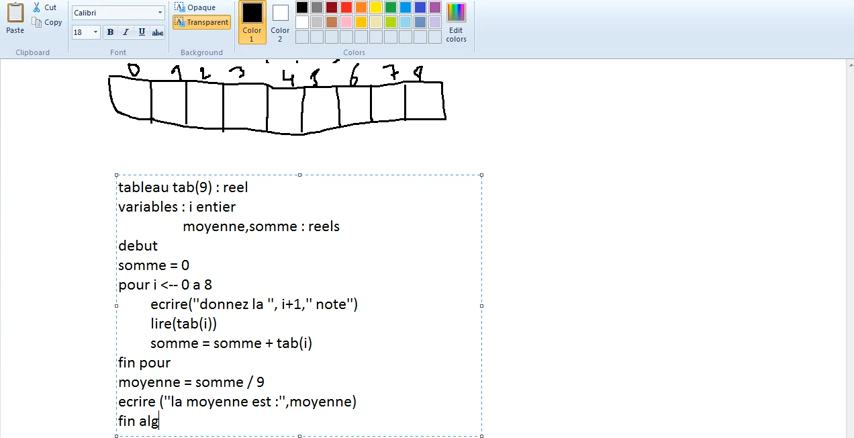 Paste
Cut
Copy
Clipboard
Calibri
18
B I U abc
Font
Opaque
Transparent
Background
Color 1
Color 2
Edit colors
Colors
0 1 2 3 4 5 6 7 8
tableau tab(9) : reel
variables : i entier
moyenne,somme : reels
debut
somme = 0
pour i <-- 0 a 8
ecrire("donnez la ", i+1," note")
lire(tab(i))
somme = somme + tab(i)
fin pour
moyenne = somme / 9
ecrire ("la moyenne est :",moyenne)
fin alg